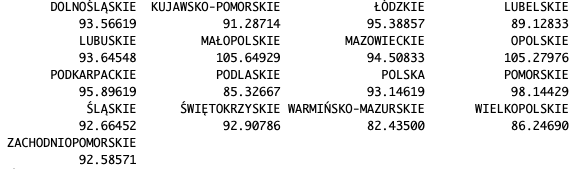 DOLNOŚLĄSKIE KUJAWSKO-POMORSKIE ŁÓDZKIE LUBELSKIE
93.56619 91.28714 95.38857 89.12833
LUBUSKIE MAŁOPOLSKIE MAZOWIECKIE OPOLSKIE
93.64548 105.64929 94.50833 105.27976
PODKARPACKIE PODLASKIE POLSKA POMORSKIE
95.89619 85.32667 93.14619 98.14429
ŚLĄSKIE ŚWIĘTOKRZYSKIE WARMIŃSKO-MAZURSKIE WIELKOPOLSKIE
92.66452 92.90786 82.43500 86.24690
ZACHODNIOPOMORSKIE
92.58571